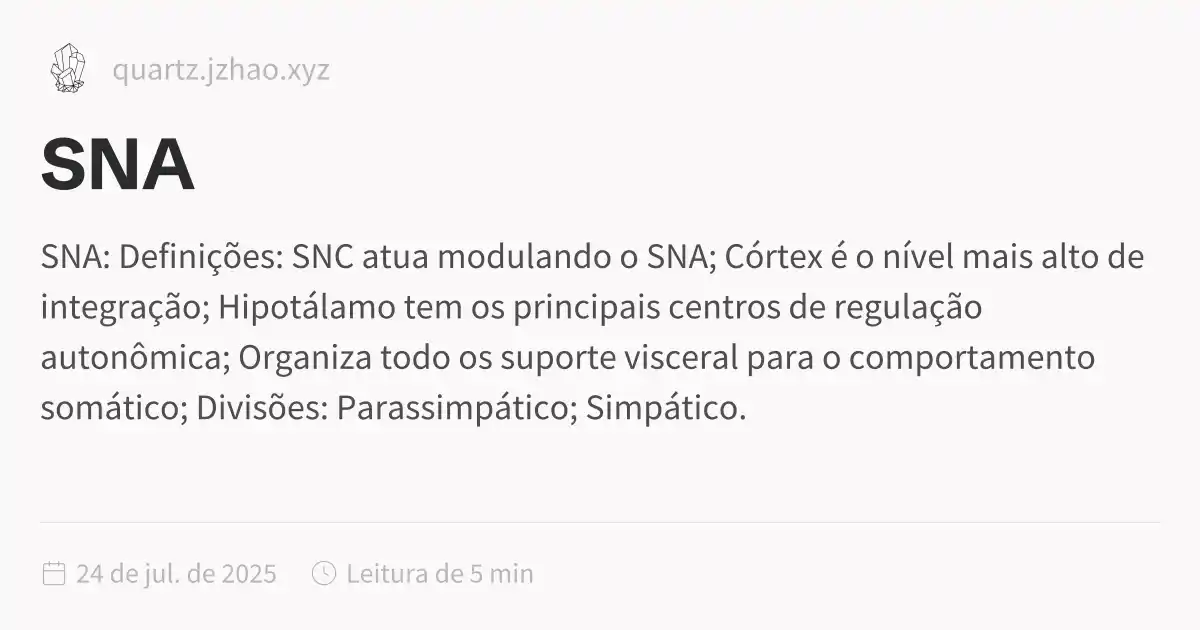 quartz.jzhao.xyz
SNA
SNA: Definições: SNC atua modulando o SNA; Córtex é o nível mais alto de
integração; Hipotálamo tem os principais centros de regulação
autonômica; Organiza todo os suporte visceral para o comportamento
somático; Divisões: Parassimpático; Simpático.
24 de jul. de 2025 Leitura de 5 min